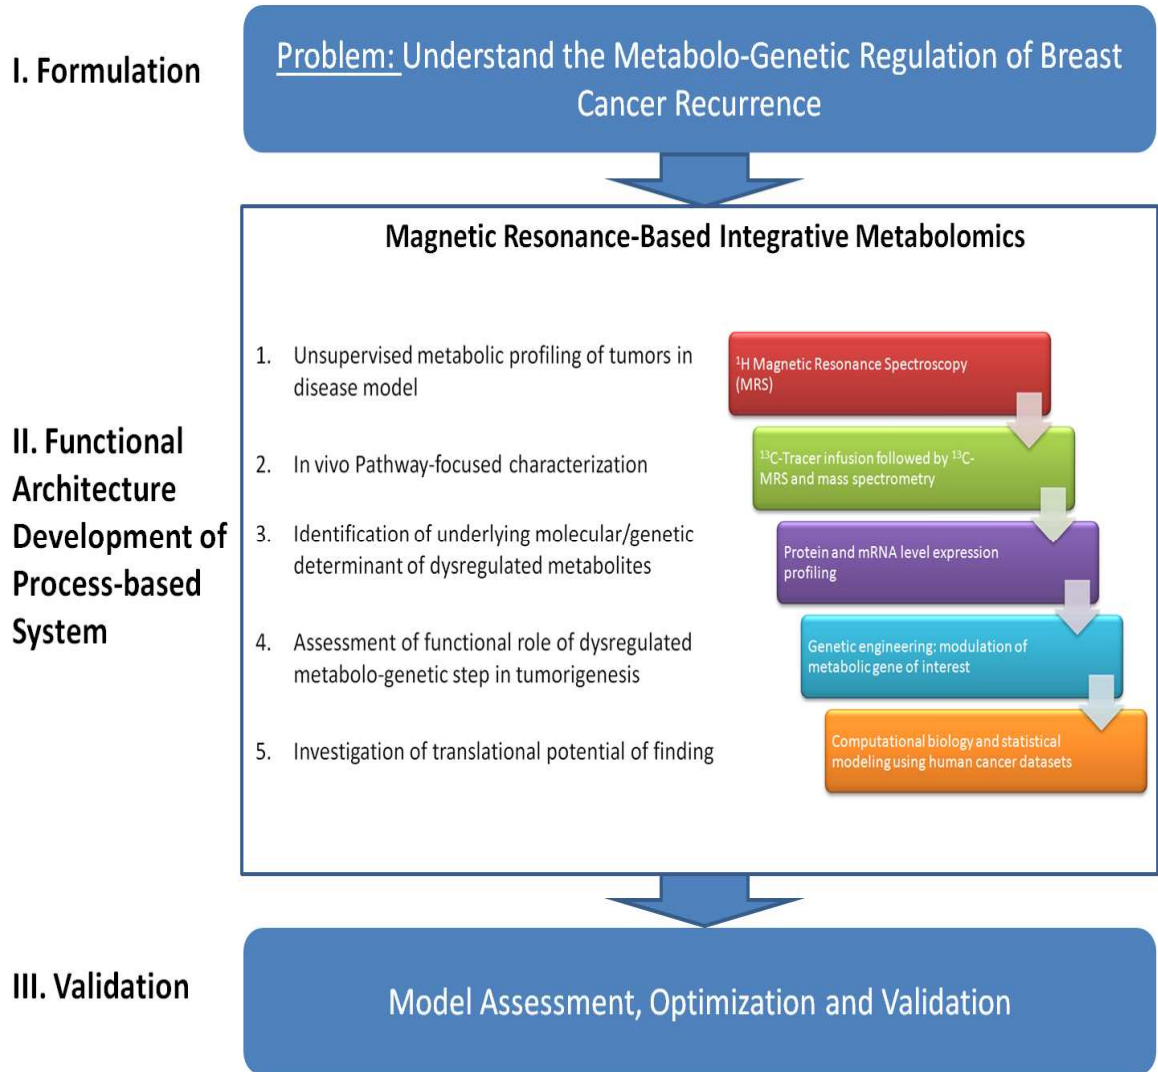 I. Formulation
Problem: Understand the Metabolo-Genetic Regulation of Breast
Cancer Recurrence
Magnetic Resonance-Based Integrative Metabolomics
II. Functional
Architecture
Development of
Process-based
System
1. Unsupervised metabolic profiling of tumors in
disease model
¹H Magnetic Resonance Spectroscopy
(MRS)
2. In vivo Pathway-focused characterization
¹³C-Tracer infusion followed by ¹³C-
MRS and mass spectrometry
3. Identification of underlying molecular/genetic
determinant of dysregulated metabolites
Protein and mRNA level expression
profiling
4. Assessment of functional role of dysregulated
metabolo-genetic step in tumorigenesis
Genetic engineering: modulation of
metabolic gene of interest
5. Investigation of translational potential of finding
Computational biology and statistical
modeling using human cancer datasets
III. Validation
Model Assessment, Optimization and Validation